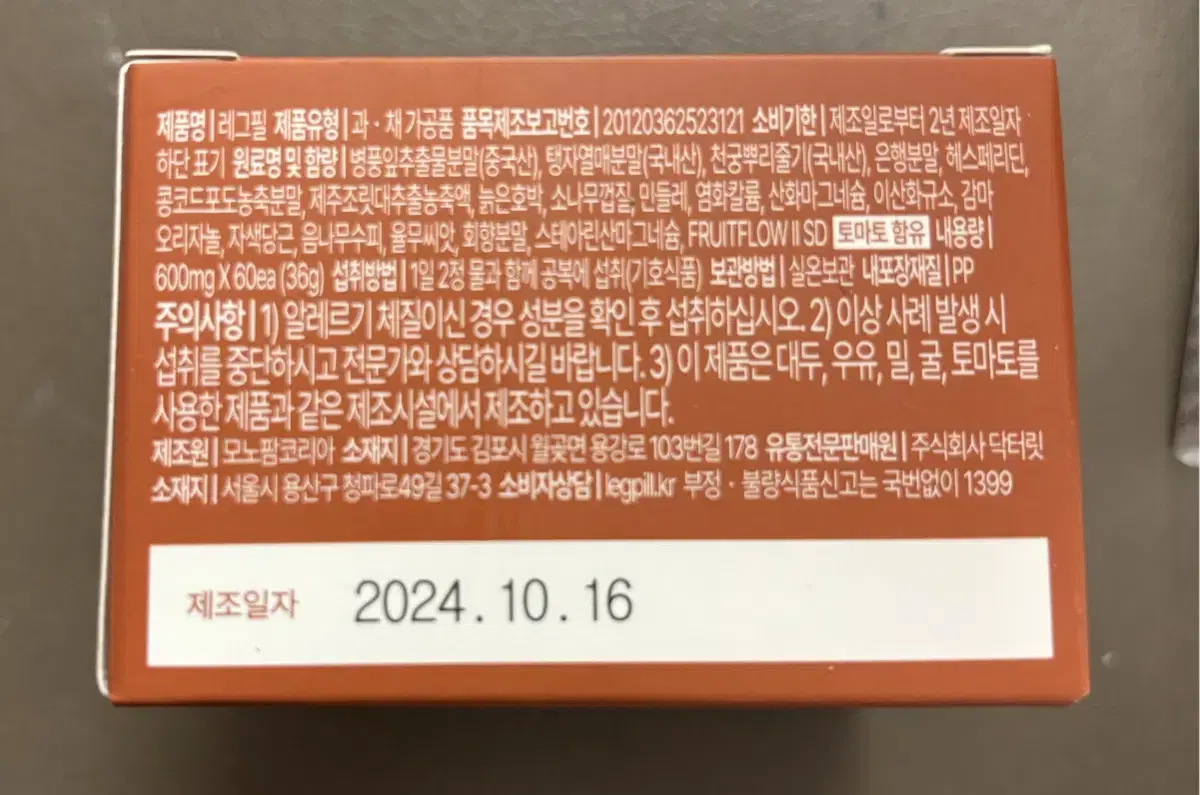 제품명 | 레그필 제품유형 | 과 · 채 가공품 품목제조보고번호 | 20120362523121 소비기한 | 제조일로부터 2년 제조일자
하단 표기 원료명 및 함량 | 병풍잎추출물분말(중국산), 탱자열매분말(국내산), 천궁뿌리줄기(국내산), 은행분말, 헤스페리딘,
콩코드포도농축분말, 제주조릿대추출농축액, 늙은호박, 소나무껍질, 민들레, 염화칼륨, 산화마그네슘, 이산화규소, 감마
오리자놀, 자색당근, 음나무수피, 율무씨앗, 회향분말, 스테아린산마그네슘, FRUITFLOW II SD 토마토 함유 내용량 |
600mg X 60ea (36g) 섭취방법 | 1일 2정 물과 함께 공복에 섭취(기호식품) 보관방법 | 실온보관 내포장재질 | PP
주의사항 | 1) 알레르기 체질이신 경우 성분을 확인 후 섭취하십시오. 2) 이상 사례 발생 시
섭취를 중단하시고 전문가와 상담하시길 바랍니다. 3) 이 제품은 대두, 우유, 밀, 굴, 토마토를
사용한 제품과 같은 제조시설에서 제조하고 있습니다.
제조원 | 모노팜코리아 소재지 | 경기도 김포시 월곶면 용강로 103번길 178 유통전문판매원 | 주식회사 닥터릿
소재지 | 서울시 용산구 청파로49길 37-3 소비자상담 | legpill.kr 부정 · 불량식품신고는 국번없이 1399
제조일자 2024.10.16